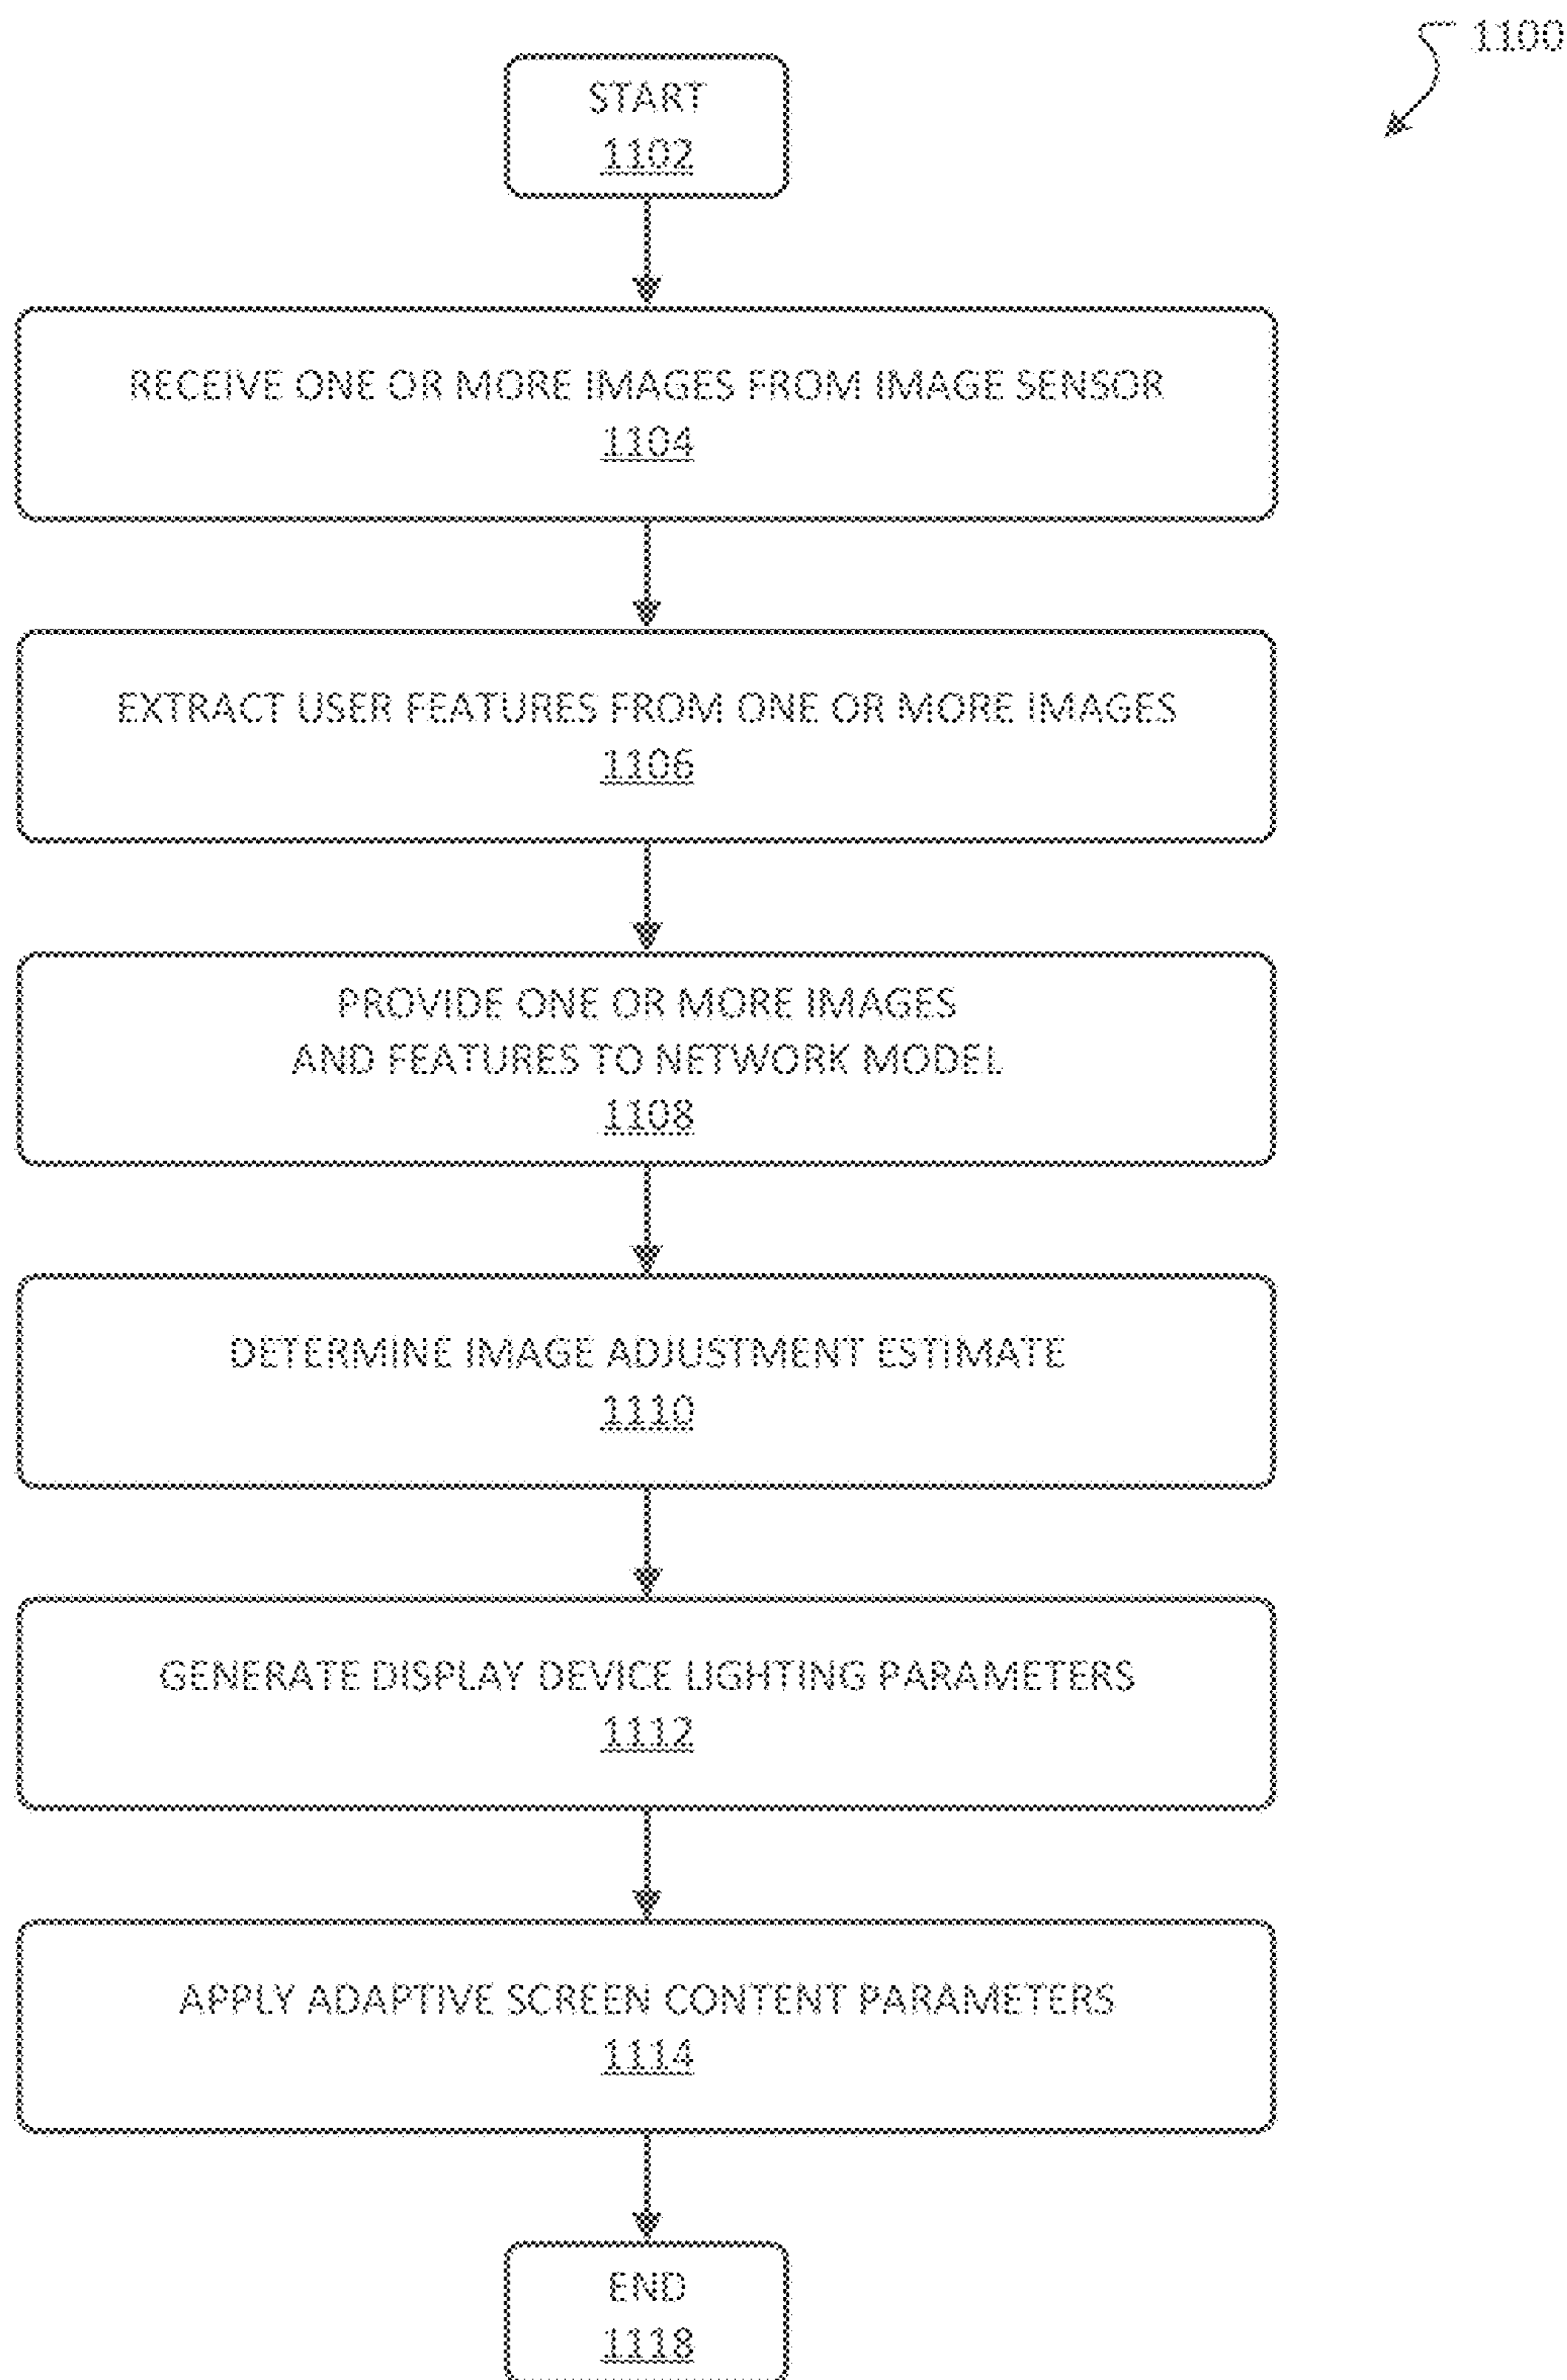 1100
START
1102
RECEIVE ONE OR MORE IMAGES FROM IMAGE SENSOR
1104
EXTRACT USER FEATURES FROM ONE OR MORE IMAGES
1106
PROVIDE ONE OR MORE IMAGES
AND FEATURES TO NETWORK MODEL
1108
DETERMINE IMAGE ADJUSTMENT ESTIMATE
1110
GENERATE DISPLAY DEVICE LIGHTING PARAMETERS
1112
APPLY ADAPTIVE SCREEN CONTENT PARAMETERS
1114
END
1118